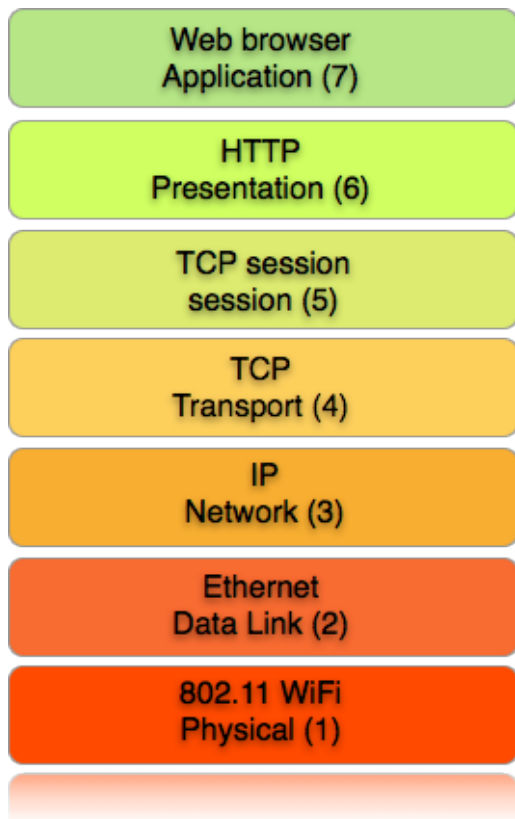 Web browser
Application (7)
HTTP
Presentation (6)
TCP session
session (5)
TCP
Transport (4)
IP
Network (3)
Ethernet
Data Link (2)
802.11 WiFi
Physical (1)